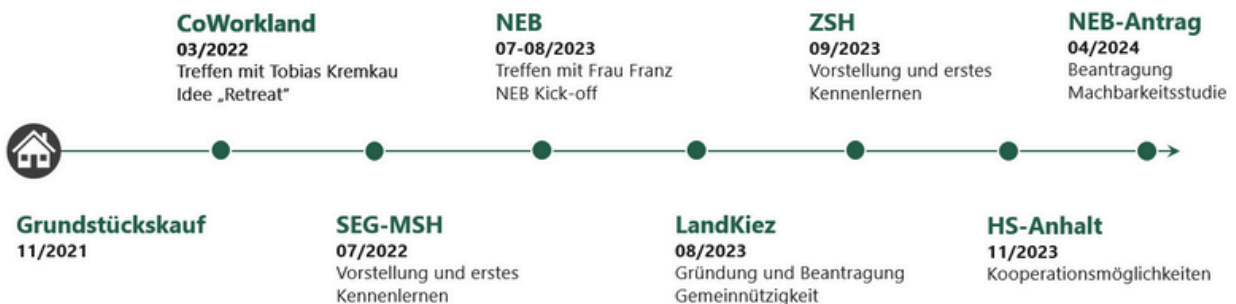 CoWorkland
03/2022
Treffen mit Tobias Kremkau
Idee „Retreat“
NEB
07-08/2023
Treffen mit Frau Franz
NEB Kick-off
ZSH
09/2023
Vorstellung und erstes
Kennenlernen
NEB-Antrag
04/2024
Beantragung
Machbarkeitsstudie
Grundstückskauf
11/2021
SEG-MSH
07/2022
Vorstellung und erstes
Kennenlernen
LandKiez
08/2023
Gründung und Beantragung
Gemeinnützigkeit
HS-Anhalt
11/2023
Kooperationsmöglichkeiten